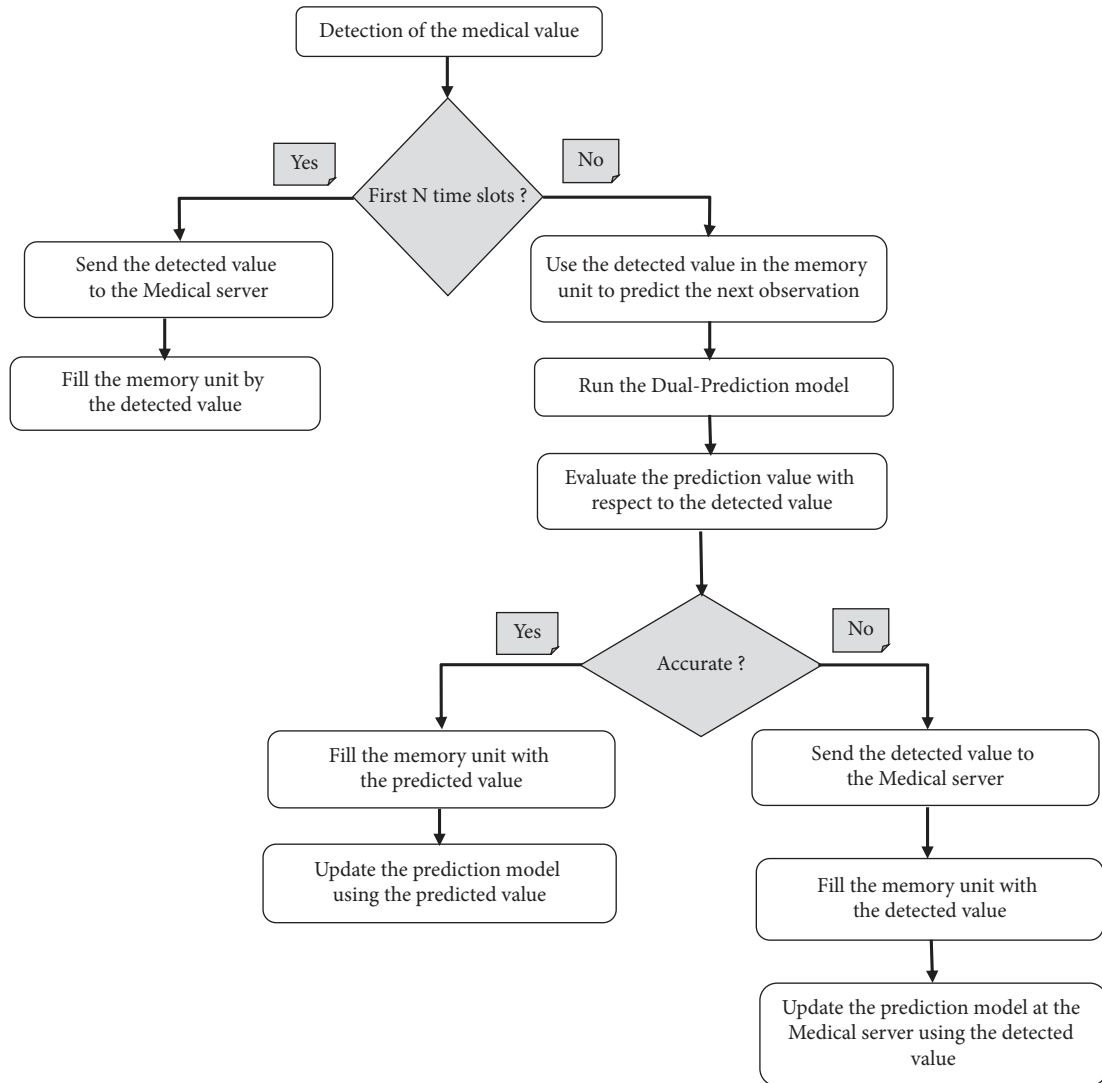 Detection of the medical value
Yes
No
First N time slots ?
Send the detected value
to the Medical server
Use the detected value in the memory
unit to predict the next observation
Fill the memory unit by
the detected value
Run the Dual-Prediction model
Evaluate the prediction value with
respect to the detected value
Yes
No
Accurate ?
Fill the memory unit with
the predicted value
Send the detected value to
the Medical server
Update the prediction model
using the predicted value
Fill the memory unit with
the detected value
Update the prediction model at the
Medical server using the detected
value